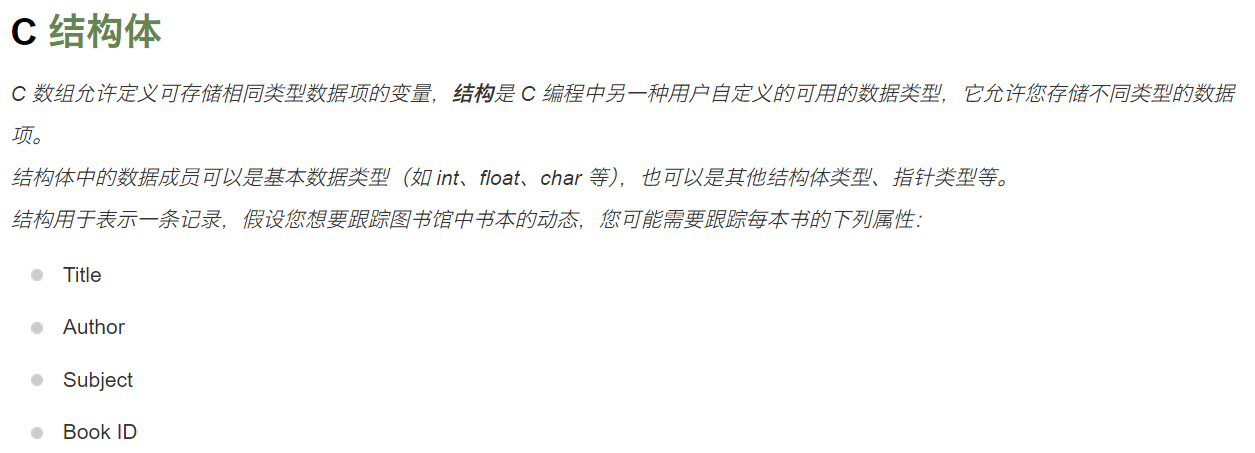 C 结构体
C 数组允许定义可存储相同类型数据项的变量，结构是 C 编程中另一种用户自定义的可用的数据类型，它允许您存储不同类型的数据
项。
结构体中的数据成员可以是基本数据类型（如 int、float、char 等），也可以是其他结构体类型、指针类型等。
结构用于表示一条记录，假设您想要跟踪图书馆中书本的动态，您可能需要跟踪每本书的下列属性：
Title
Author
Subject
Book ID